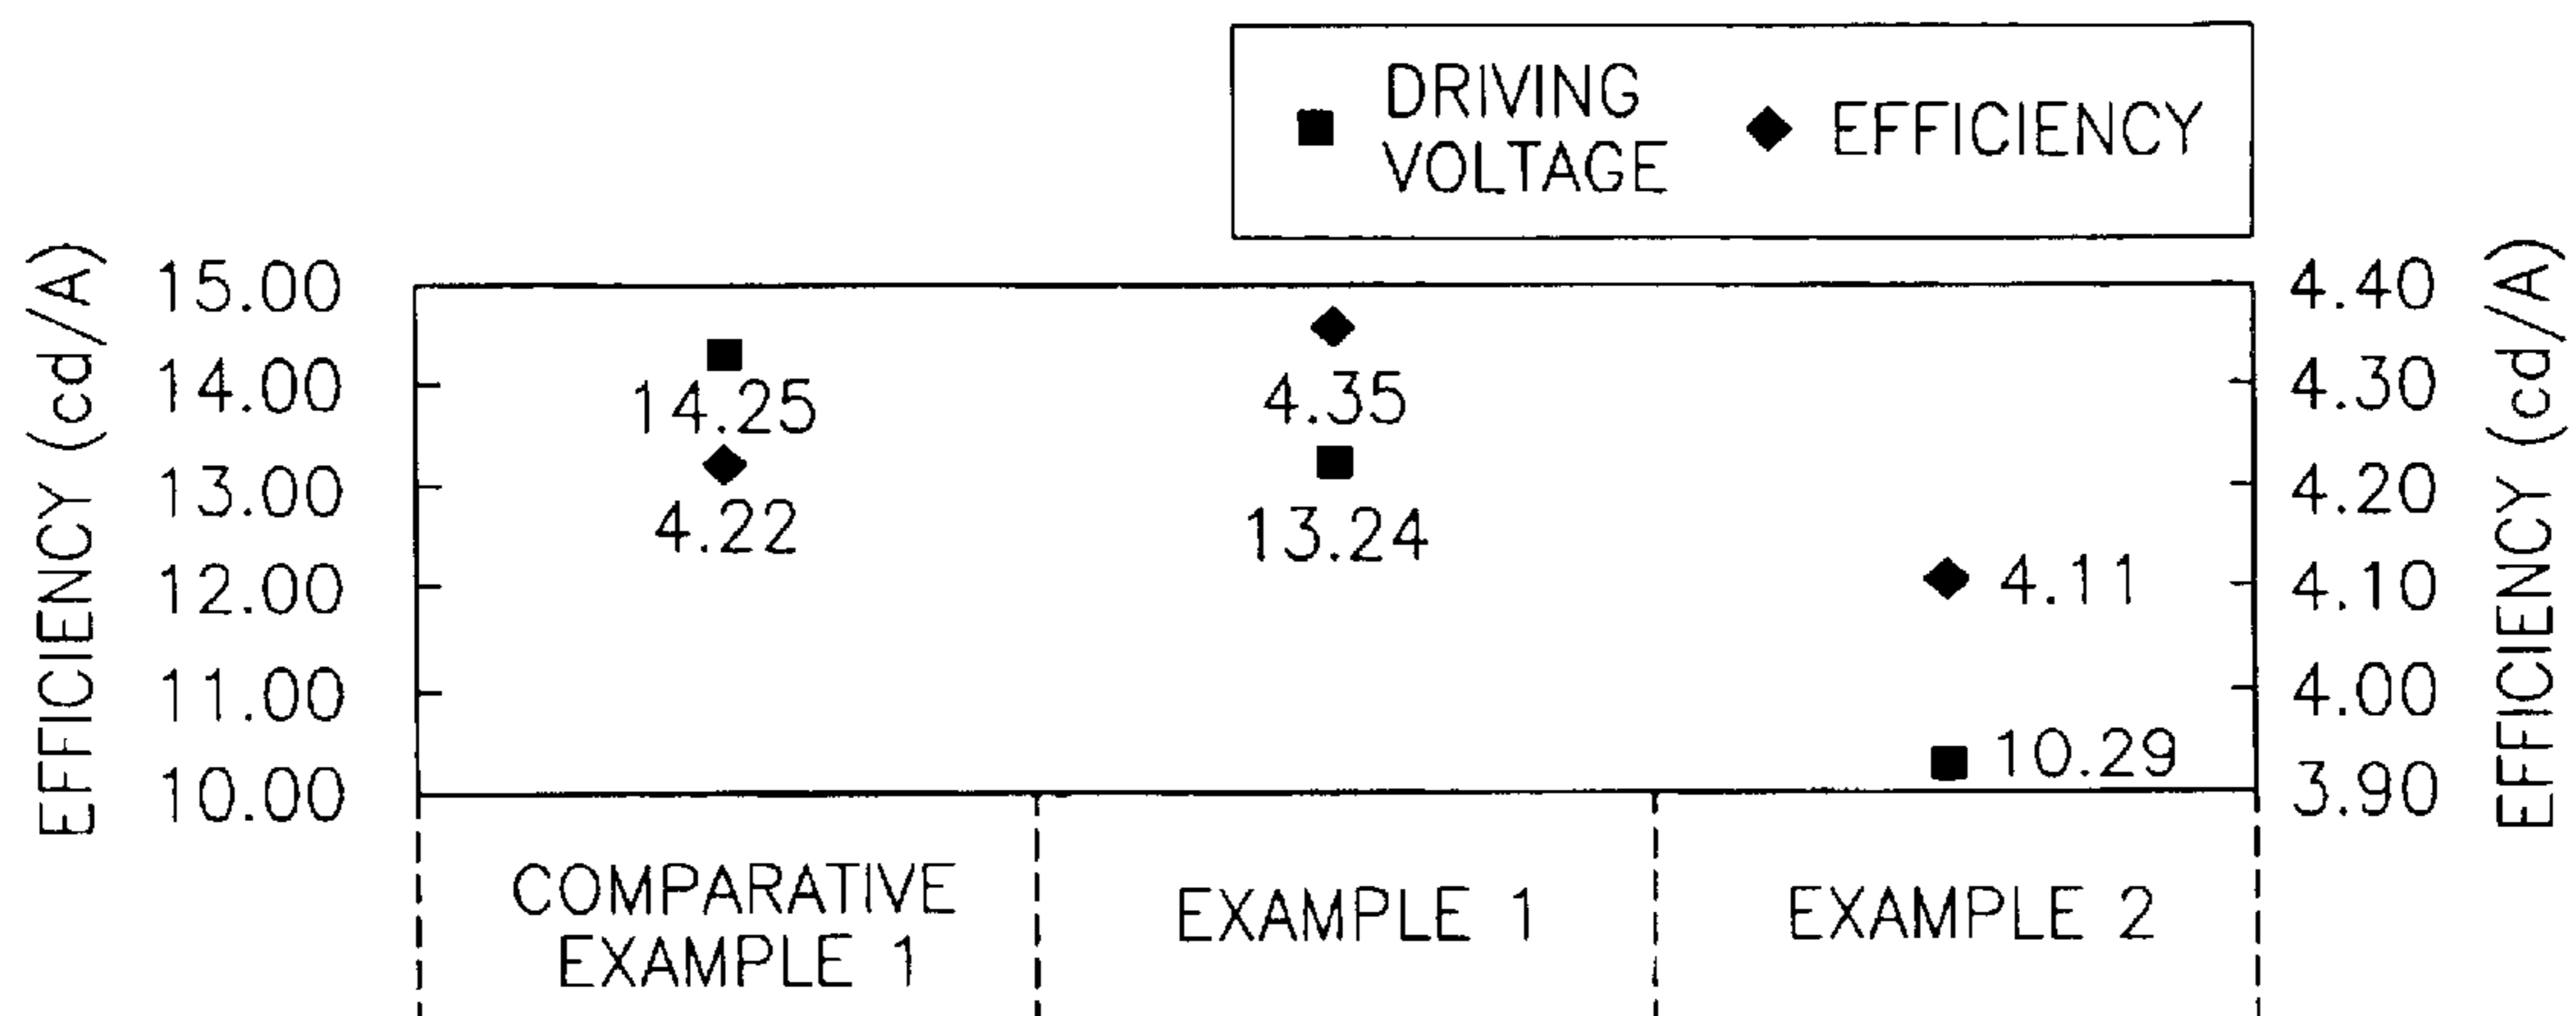 DRIVING
VOLTAGE
EFFICIENCY
EFFICIENCY (cd/A)
15.00
14.00
13.00
12.00
11.00
10.00
14.25
4.22
4.35
13.24
4.11
10.29
4.40
4.30
4.20
4.10
4.00
3.90
EFFICIENCY (cd/A)
COMPARATIVE
EXAMPLE 1
EXAMPLE 1
EXAMPLE 2